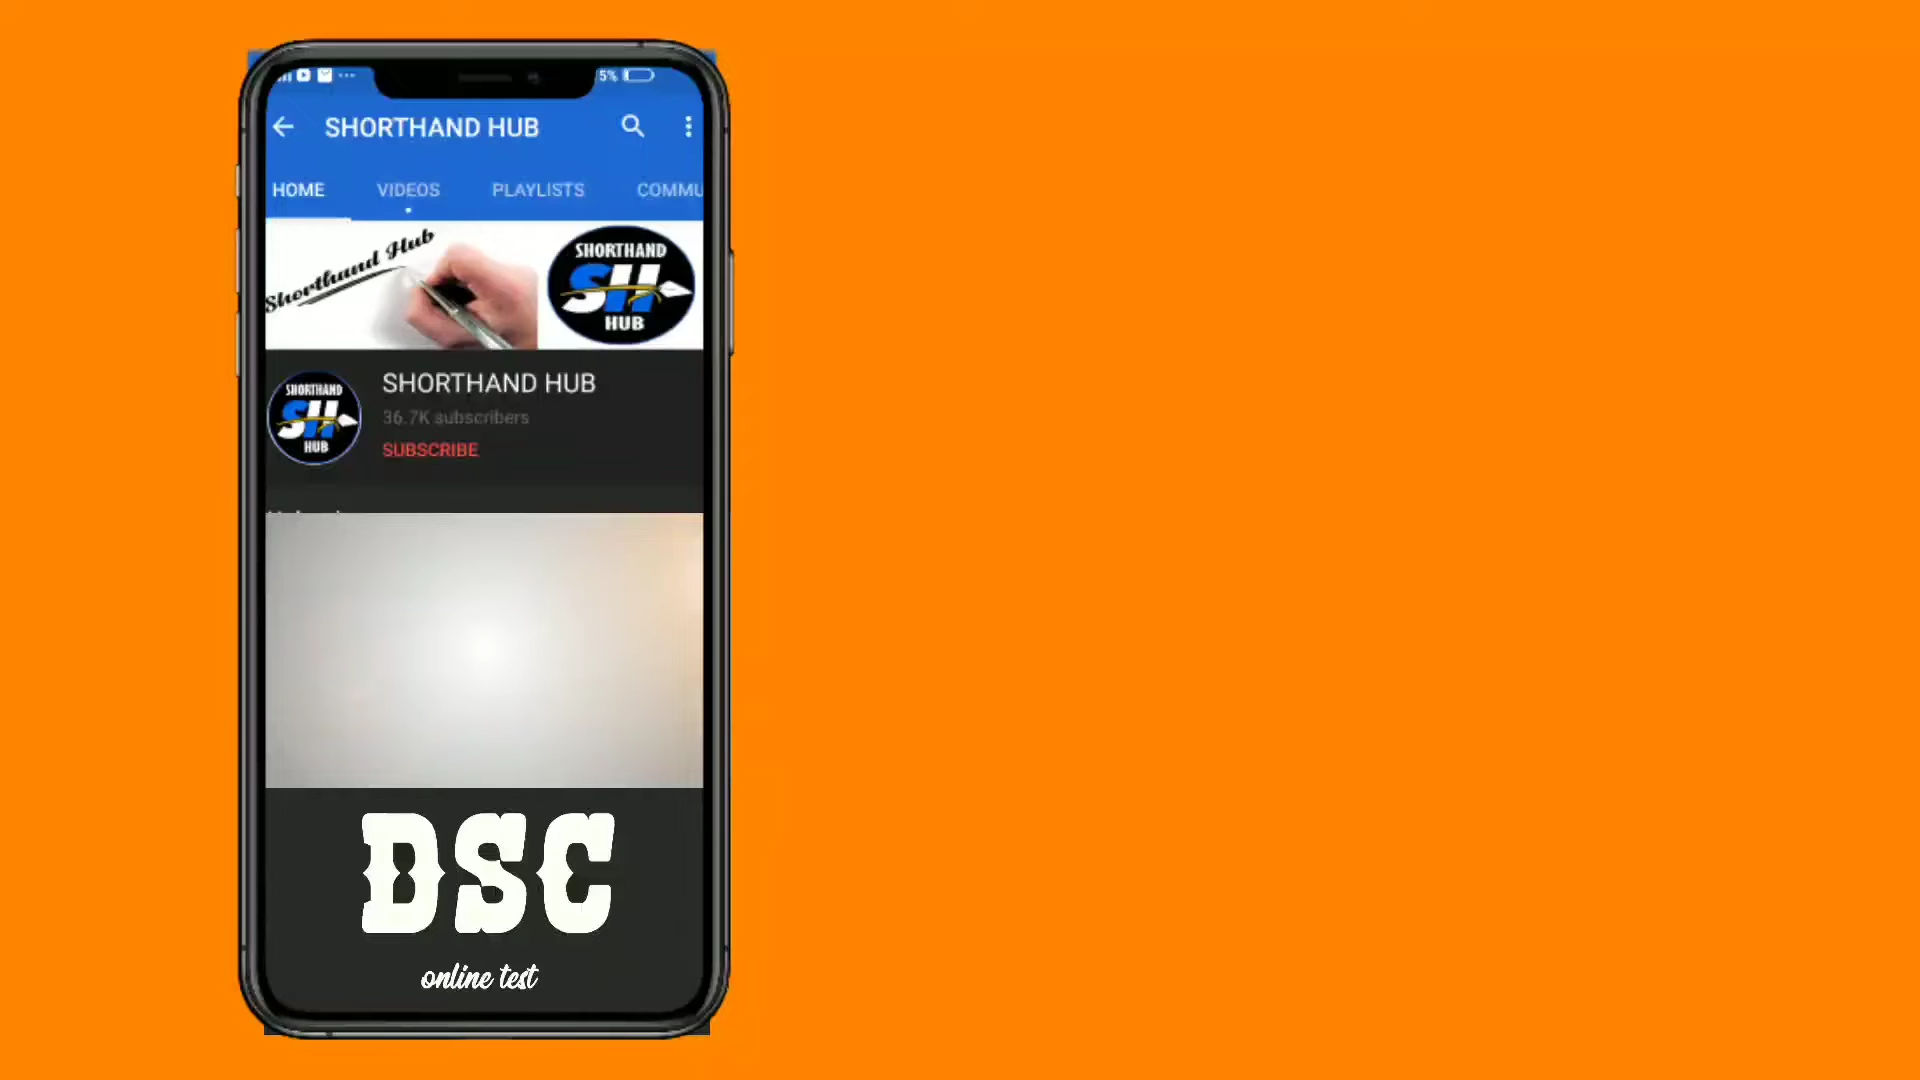 5%
SHORTHAND HUB
HOME VIDEOS PLAYLISTS COMMU
Shorthand Hub
SHORTHAND
SH
HUB
SHORTHAND HUB
36.7K subscribers
SUBSCRIBE
SHORTHAND
SH
HUB
DSC
online test